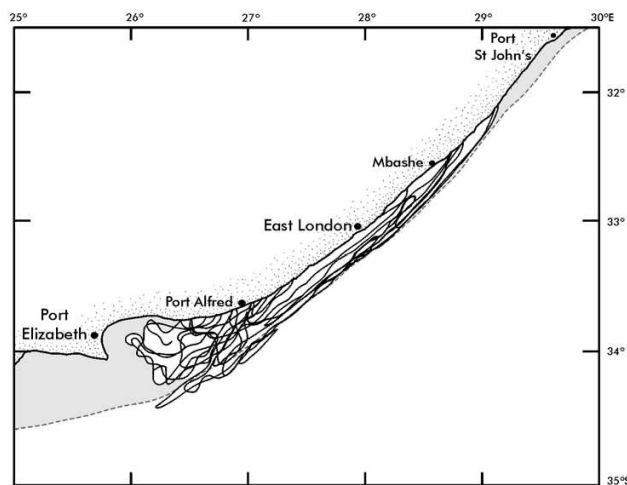 25° 26° 27° 28° 29° 30°E
Port
St John's
32°
Mbashe
33°
East London
Port Alfred
Port
Elizabeth
34°
35°S